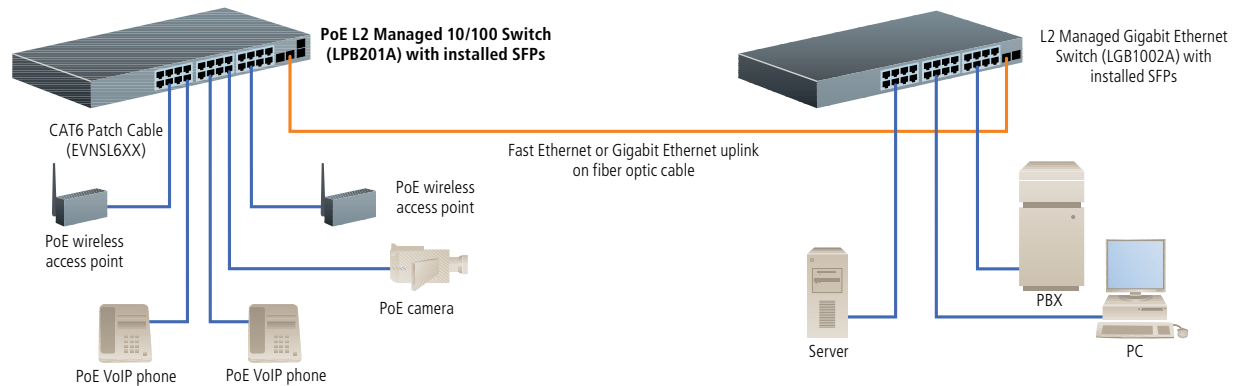 PoE L2 Managed 10/100 Switch
(LPB201A) with installed SFPs
L2 Managed Gigabit Ethernet
Switch (LGB1002A) with
installed SFPs
CAT6 Patch Cable
(EVNSL6XX)
Fast Ethernet or Gigabit Ethernet uplink
on fiber optic cable
PoE wireless
access point
PoE wireless
access point
PoE camera
PBX
Server
PC
PoE VoIP phone
PoE VoIP phone